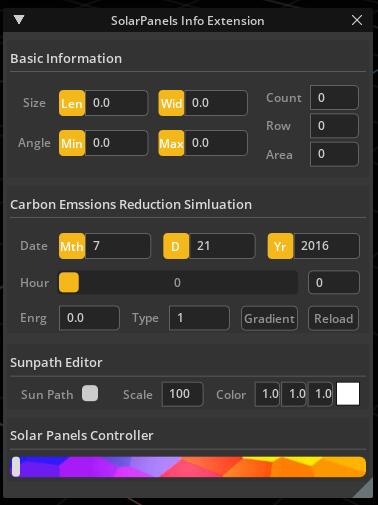 SolarPanels Info Extension
Basic Information
Size Len 0.0 Wid 0.0 Count 0
Row 0
Angle Min 0.0 Max 0.0
Area 0
Carbon Emssions Reduction Simluation
Date Mth 7 D 21 Yr 2016
Hour 0 0
Enrg 0.0 Type 1 Gradient Reload
Sunpath Editor
Sun Path Scale 100 Color 1.0 1.0 1.0
Solar Panels Controller